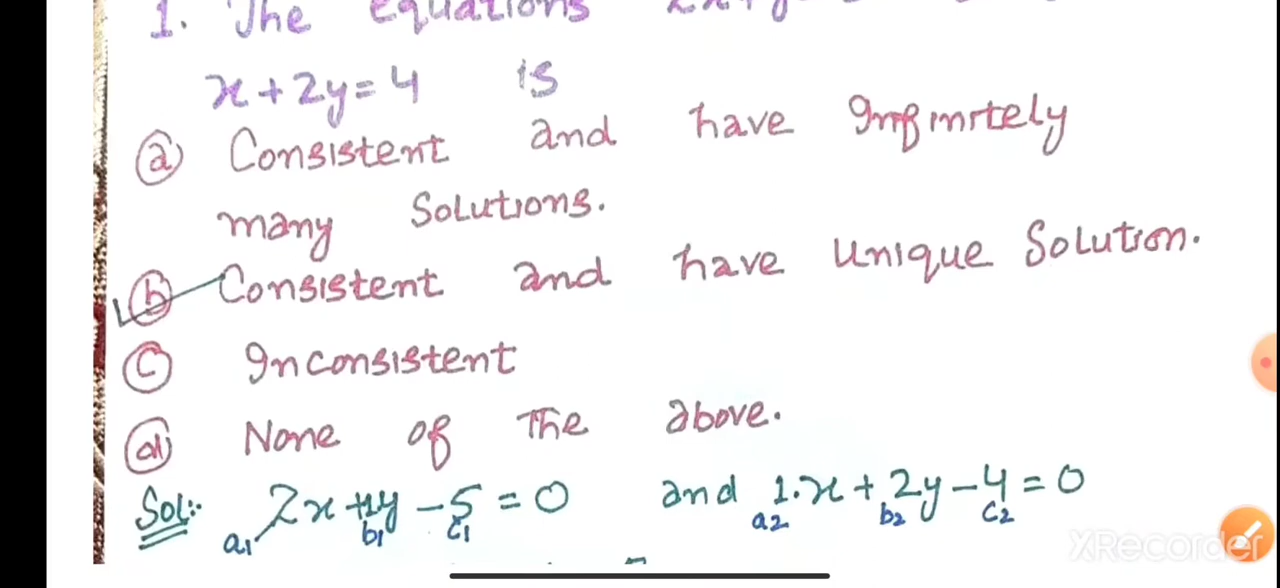 1. The equations
x+2y=4 is
(a) Consistent and have Infinitely
many Solutions.
(b) Consistent and have Unique Solution.
(c) Inconsistent
(d) None of The above.
Sol:- 2x+1y-5=0 and 1.x+2y-4=0
a1 b1 c1 a2 b2 c2
XRecorder